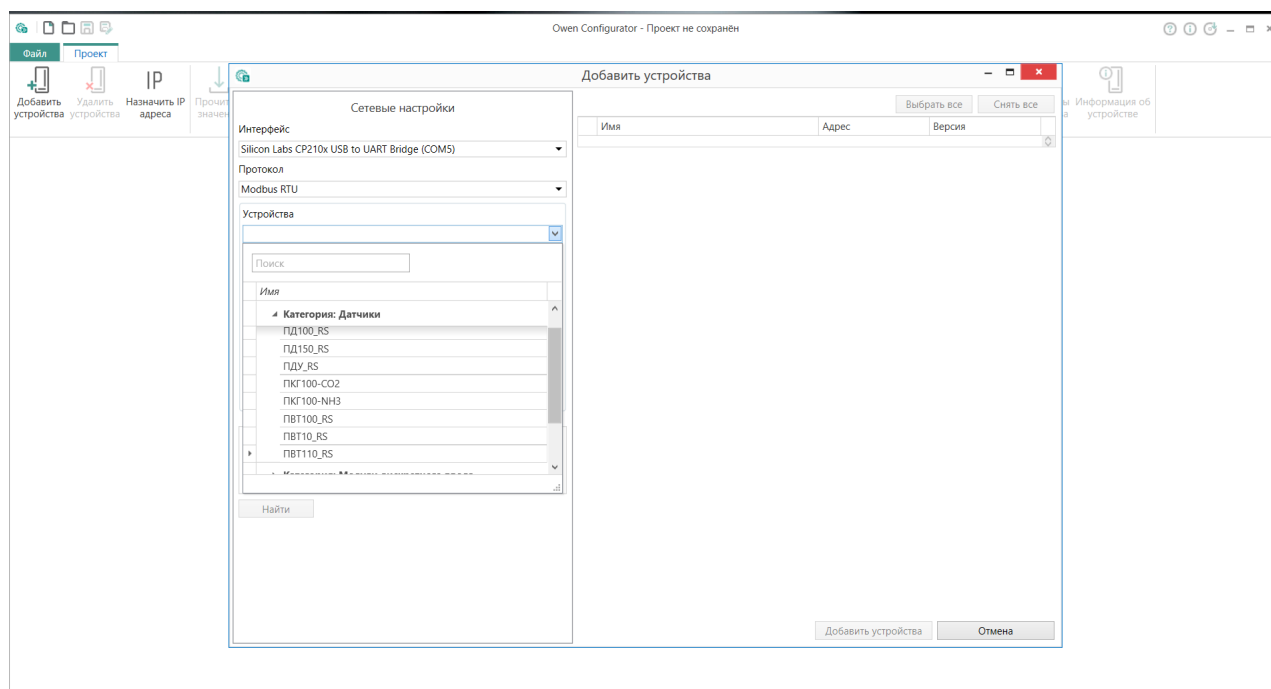 Owen Configurator - Проект не сохранён
Файл Проект
Добавить устройства
Удалить устройства
Назначить IP адреса
IP
Добавить устройства
Сетевые настройки
Интерфейс
Silicon Labs CP210x USB to UART Bridge (COM5)
Протокол
Modbus RTU
Устройства
Поиск
Имя
Категория: Датчики
ПД100_RS
ПД150_RS
ПДУ_RS
ПКГ100-CO2
ПКГ100-NH3
ПВТ100_RS
ПВТ10_RS
ПВТ110_RS
Найти
Выбрать все Снять все
Имя Адрес Версия
Добавить устройства Отмена
Информация об устройстве